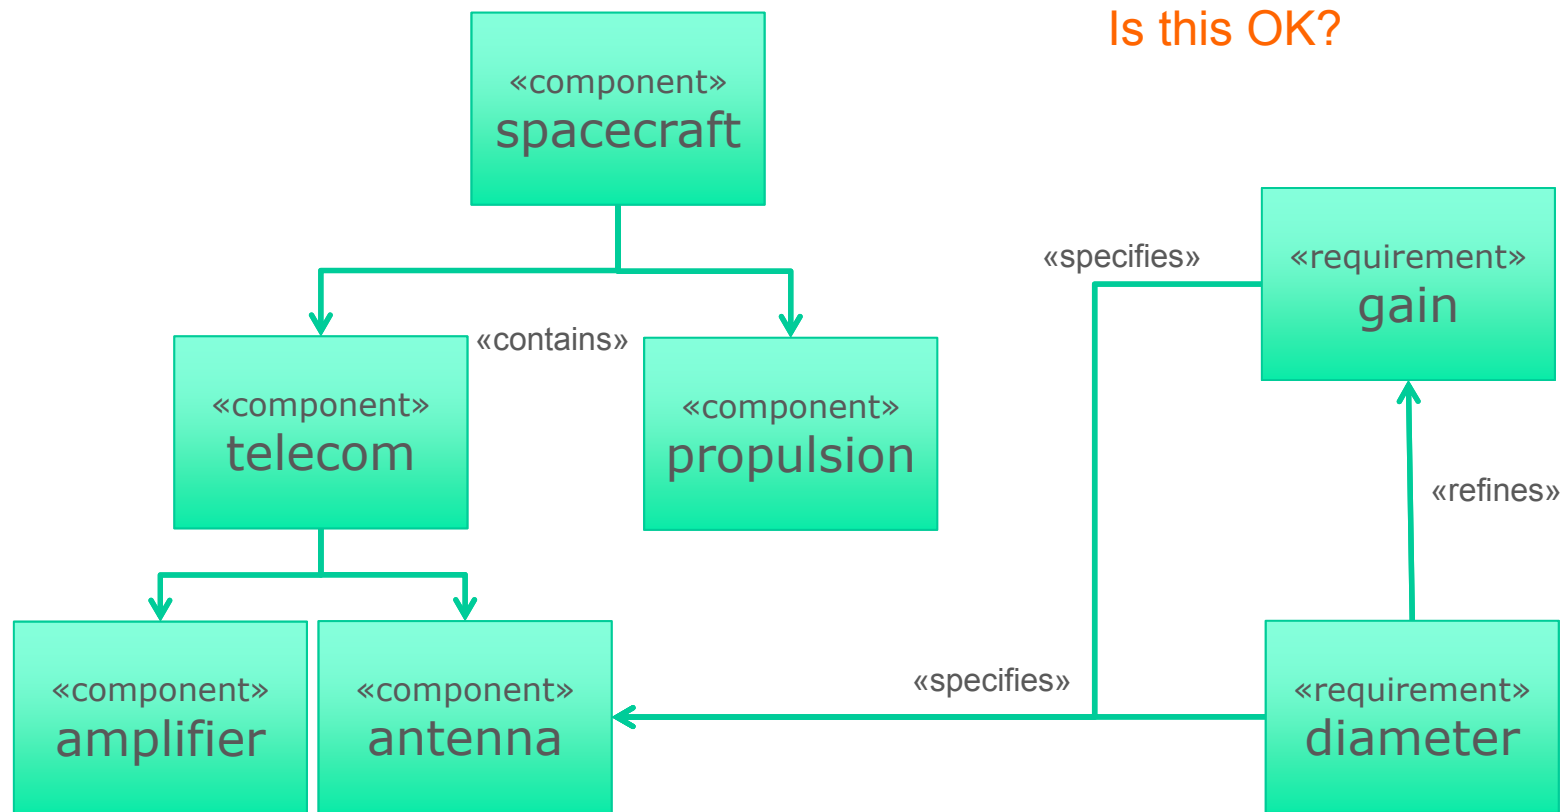 Is this OK?
«component»
spacecraft
«specifies»
«requirement»
gain
«contains»
«component»
telecom
«component»
propulsion
«refines»
«specifies»
«component»
amplifier
«component»
antenna
«requirement»
diameter